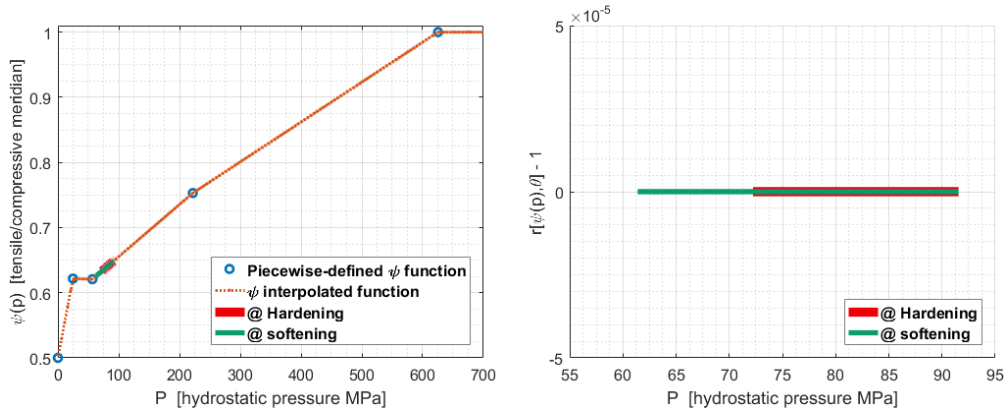 1
0.9
0.8
0.7
0.6
0.5
ψ(p) [tensile/compressive meridian]
Piecewise-defined ψ function
ψ interpolated function
@ Hardening
@ softening
0 100 200 300 400 500 600 700
P [hydrostatic pressure MPa]
×10-5
5
0
-5
r[ψ(p),θ] - 1
@ Hardening
@ softening
55 60 65 70 75 80 85 90 95
P [hydrostatic pressure MPa]